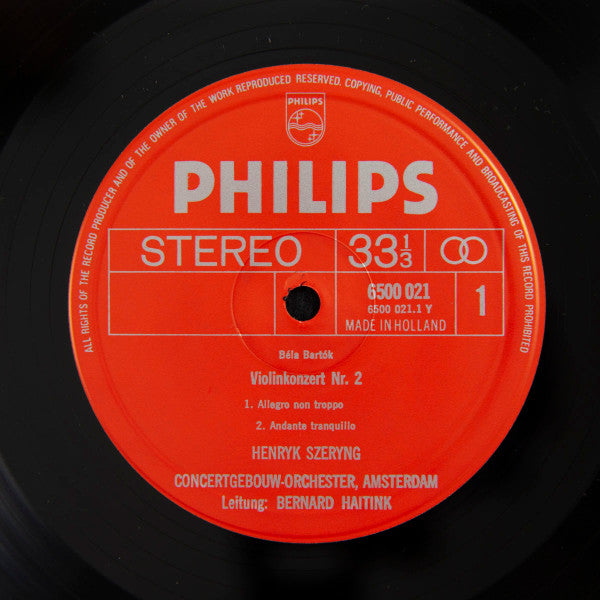 ALL RIGHTS OF THE RECORD PRODUCER AND OF THE OWNER OF THE WORK REPRODUCED RESERVED. COPYING, PUBLIC PERFORMANCE AND BROADCASTING OF THIS RECORD PROHIBITED
PHILIPS
PHILIPS
STEREO 33 1/3
6500 021
6500 021.1 Y
1
MADE IN HOLLAND
Béla Bartók
Violinkonzert Nr. 2
1. Allegro non troppo
2. Andante tranquillo
HENRYK SZERYNG
CONCERTGEBOUW-ORCHESTER, AMSTERDAM
Leitung: BERNARD HAITINK